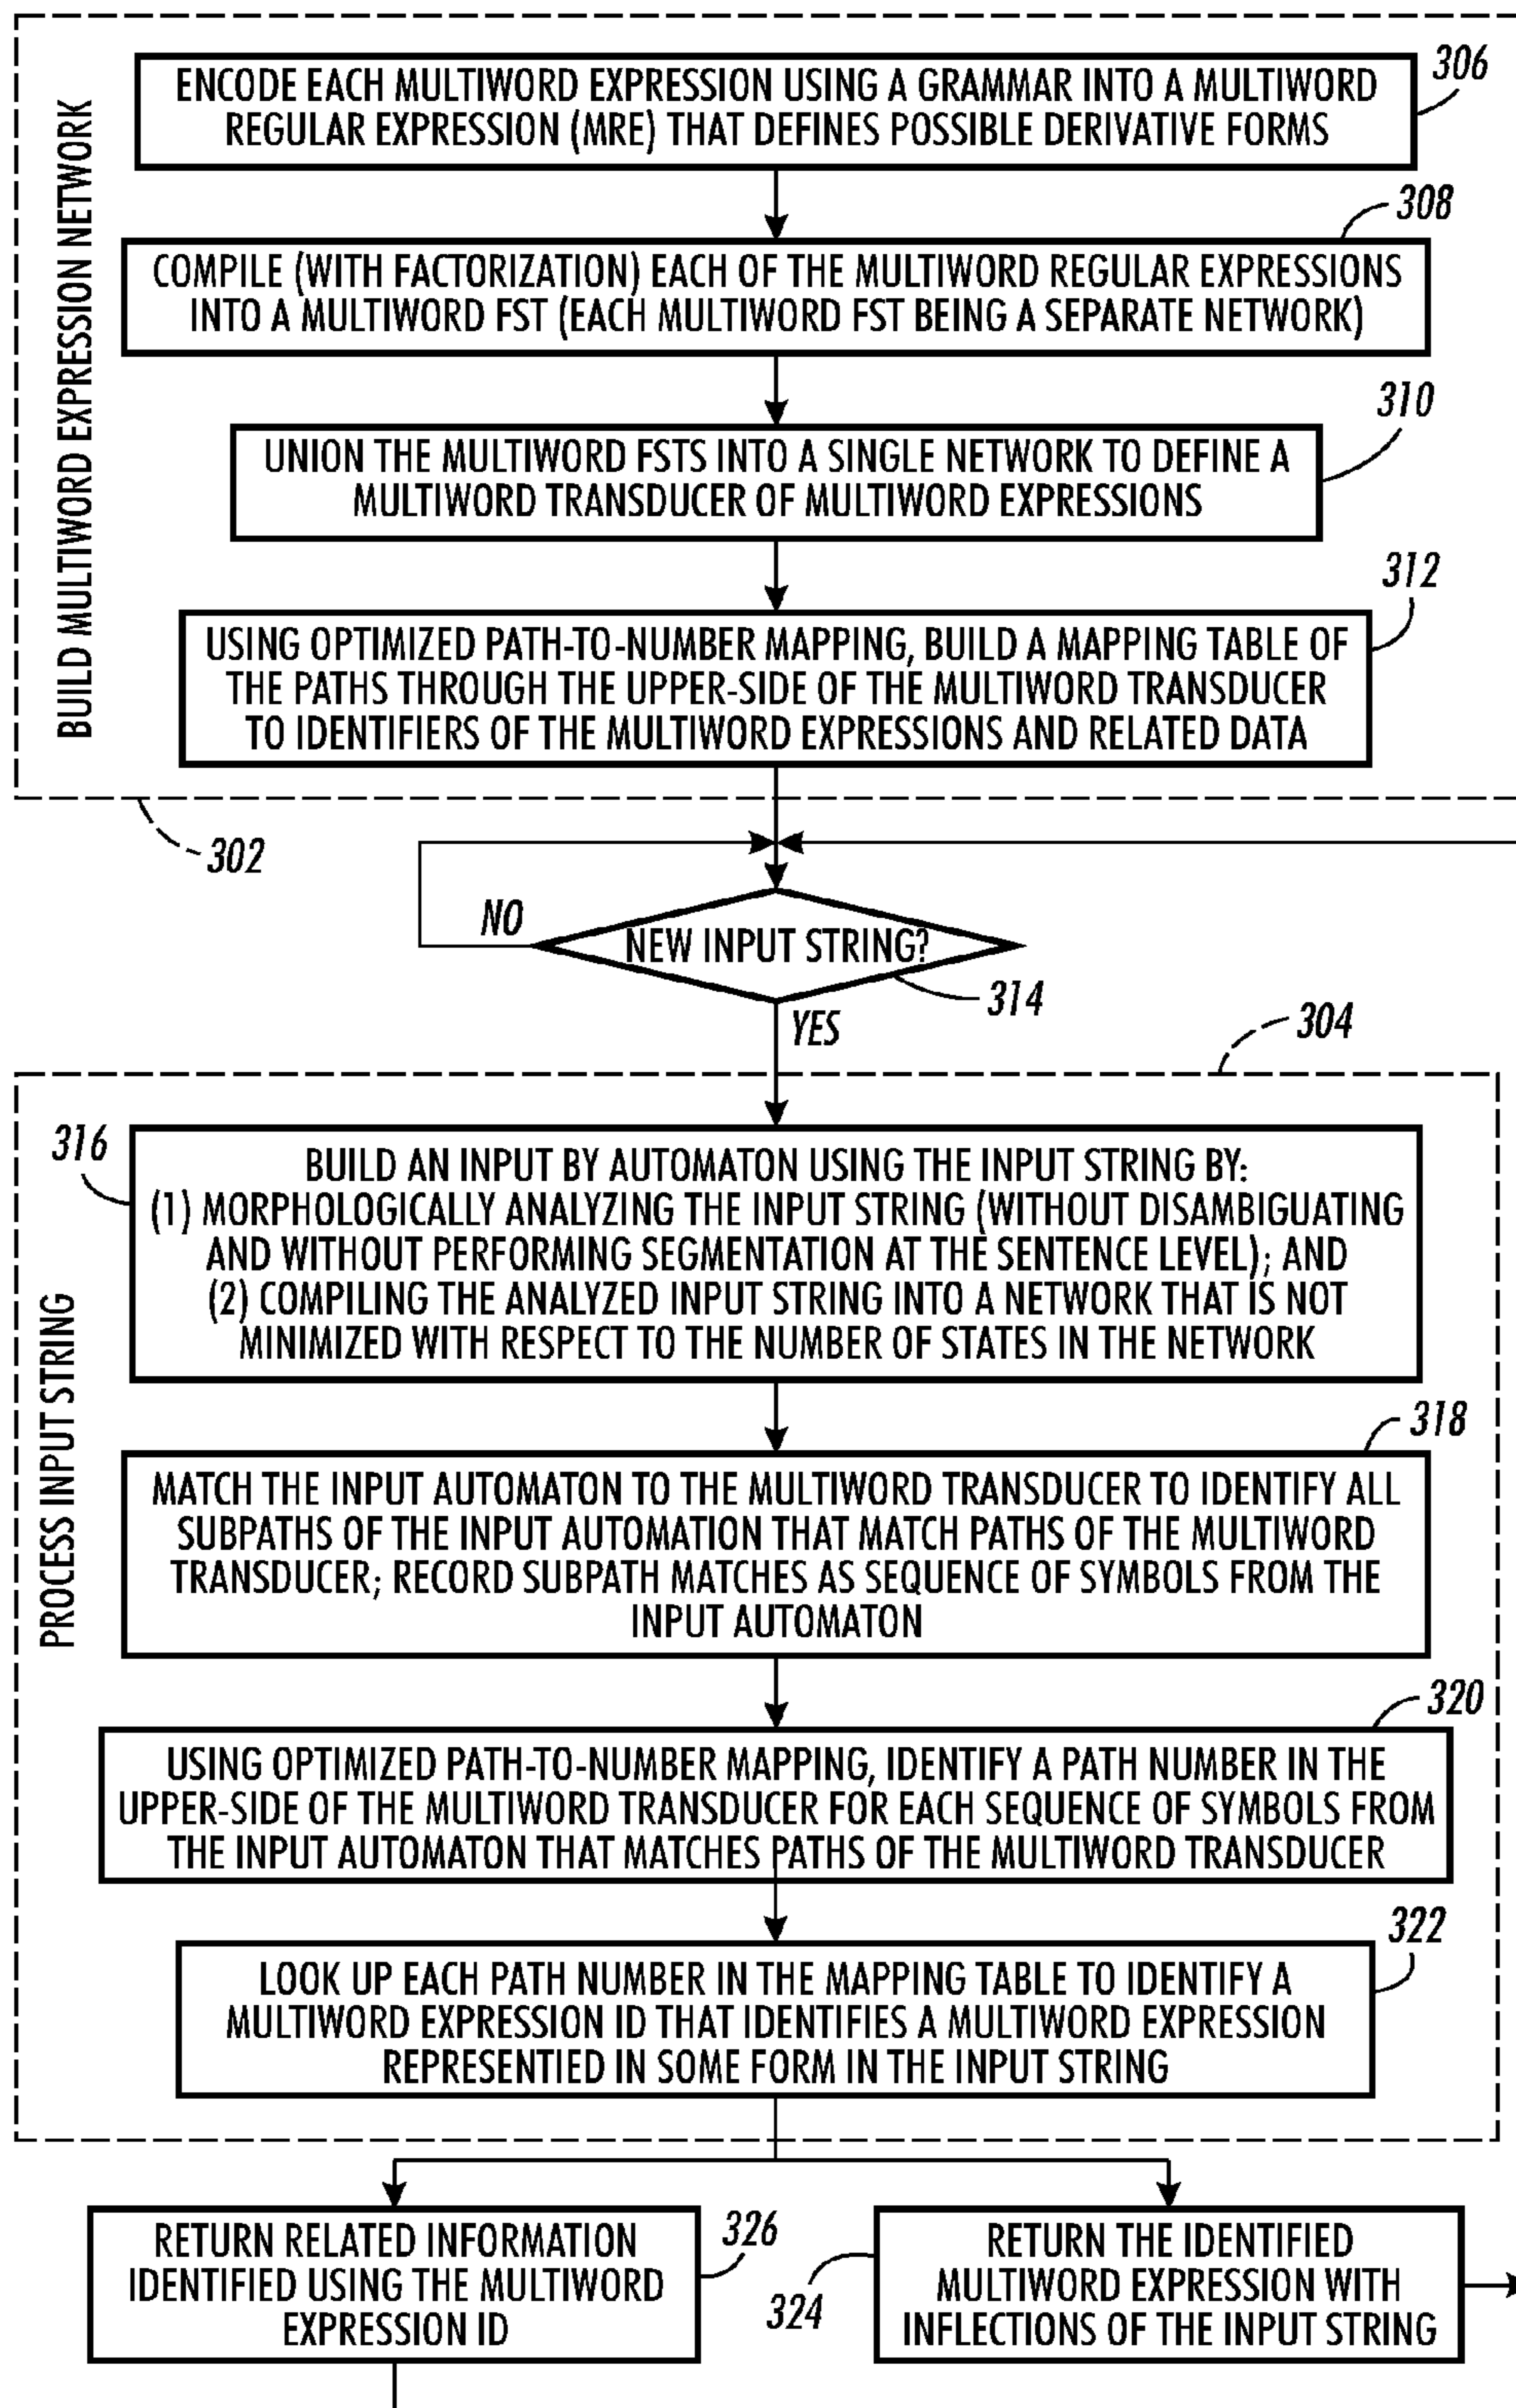 BUILD MULTIWORD EXPRESSION NETWORK
306
ENCODE EACH MULTIWORD EXPRESSION USING A GRAMMAR INTO A MULTIWORD
REGULAR EXPRESSION (MRE) THAT DEFINES POSSIBLE DERIVATIVE FORMS
308
COMPILE (WITH FACTORIZATION) EACH OF THE MULTIWORD REGULAR EXPRESSIONS
INTO A MULTIWORD FST (EACH MULTIWORD FST BEING A SEPARATE NETWORK)
310
UNION THE MULTIWORD FSTS INTO A SINGLE NETWORK TO DEFINE A
MULTIWORD TRANSDUCER OF MULTIWORD EXPRESSIONS
312
USING OPTIMIZED PATH-TO-NUMBER MAPPING, BUILD A MAPPING TABLE OF
THE PATHS THROUGH THE UPPER-SIDE OF THE MULTIWORD TRANSDUCER
TO IDENTIFIERS OF THE MULTIWORD EXPRESSIONS AND RELATED DATA
302
NO
NEW INPUT STRING?
314
YES
304
PROCESS INPUT STRING
316
BUILD AN INPUT BY AUTOMATON USING THE INPUT STRING BY:
(1) MORPHOLOGICALLY ANALYZING THE INPUT STRING (WITHOUT DISAMBIGUATING
AND WITHOUT PERFORMING SEGMENTATION AT THE SENTENCE LEVEL); AND
(2) COMPILING THE ANALYZED INPUT STRING INTO A NETWORK THAT IS NOT
MINIMIZED WITH RESPECT TO THE NUMBER OF STATES IN THE NETWORK
318
MATCH THE INPUT AUTOMATON TO THE MULTIWORD TRANSDUCER TO IDENTIFY ALL
SUBPATHS OF THE INPUT AUTOMATION THAT MATCH PATHS OF THE MULTIWORD
TRANSDUCER; RECORD SUBPATH MATCHES AS SEQUENCE OF SYMBOLS FROM THE
INPUT AUTOMATON
320
USING OPTIMIZED PATH-TO-NUMBER MAPPING, IDENTIFY A PATH NUMBER IN THE
UPPER-SIDE OF THE MULTIWORD TRANSDUCER FOR EACH SEQUENCE OF SYMBOLS FROM
THE INPUT AUTOMATON THAT MATCHES PATHS OF THE MULTIWORD TRANSDUCER
322
LOOK UP EACH PATH NUMBER IN THE MAPPING TABLE TO IDENTIFY A
MULTIWORD EXPRESSION ID THAT IDENTIFIES A MULTIWORD EXPRESSION
REPRESENTIED IN SOME FORM IN THE INPUT STRING
RETURN RELATED INFORMATION
IDENTIFIED USING THE MULTIWORD
EXPRESSION ID
326
324
RETURN THE IDENTIFIED
MULTIWORD EXPRESSION WITH
INFLECTIONS OF THE INPUT STRING